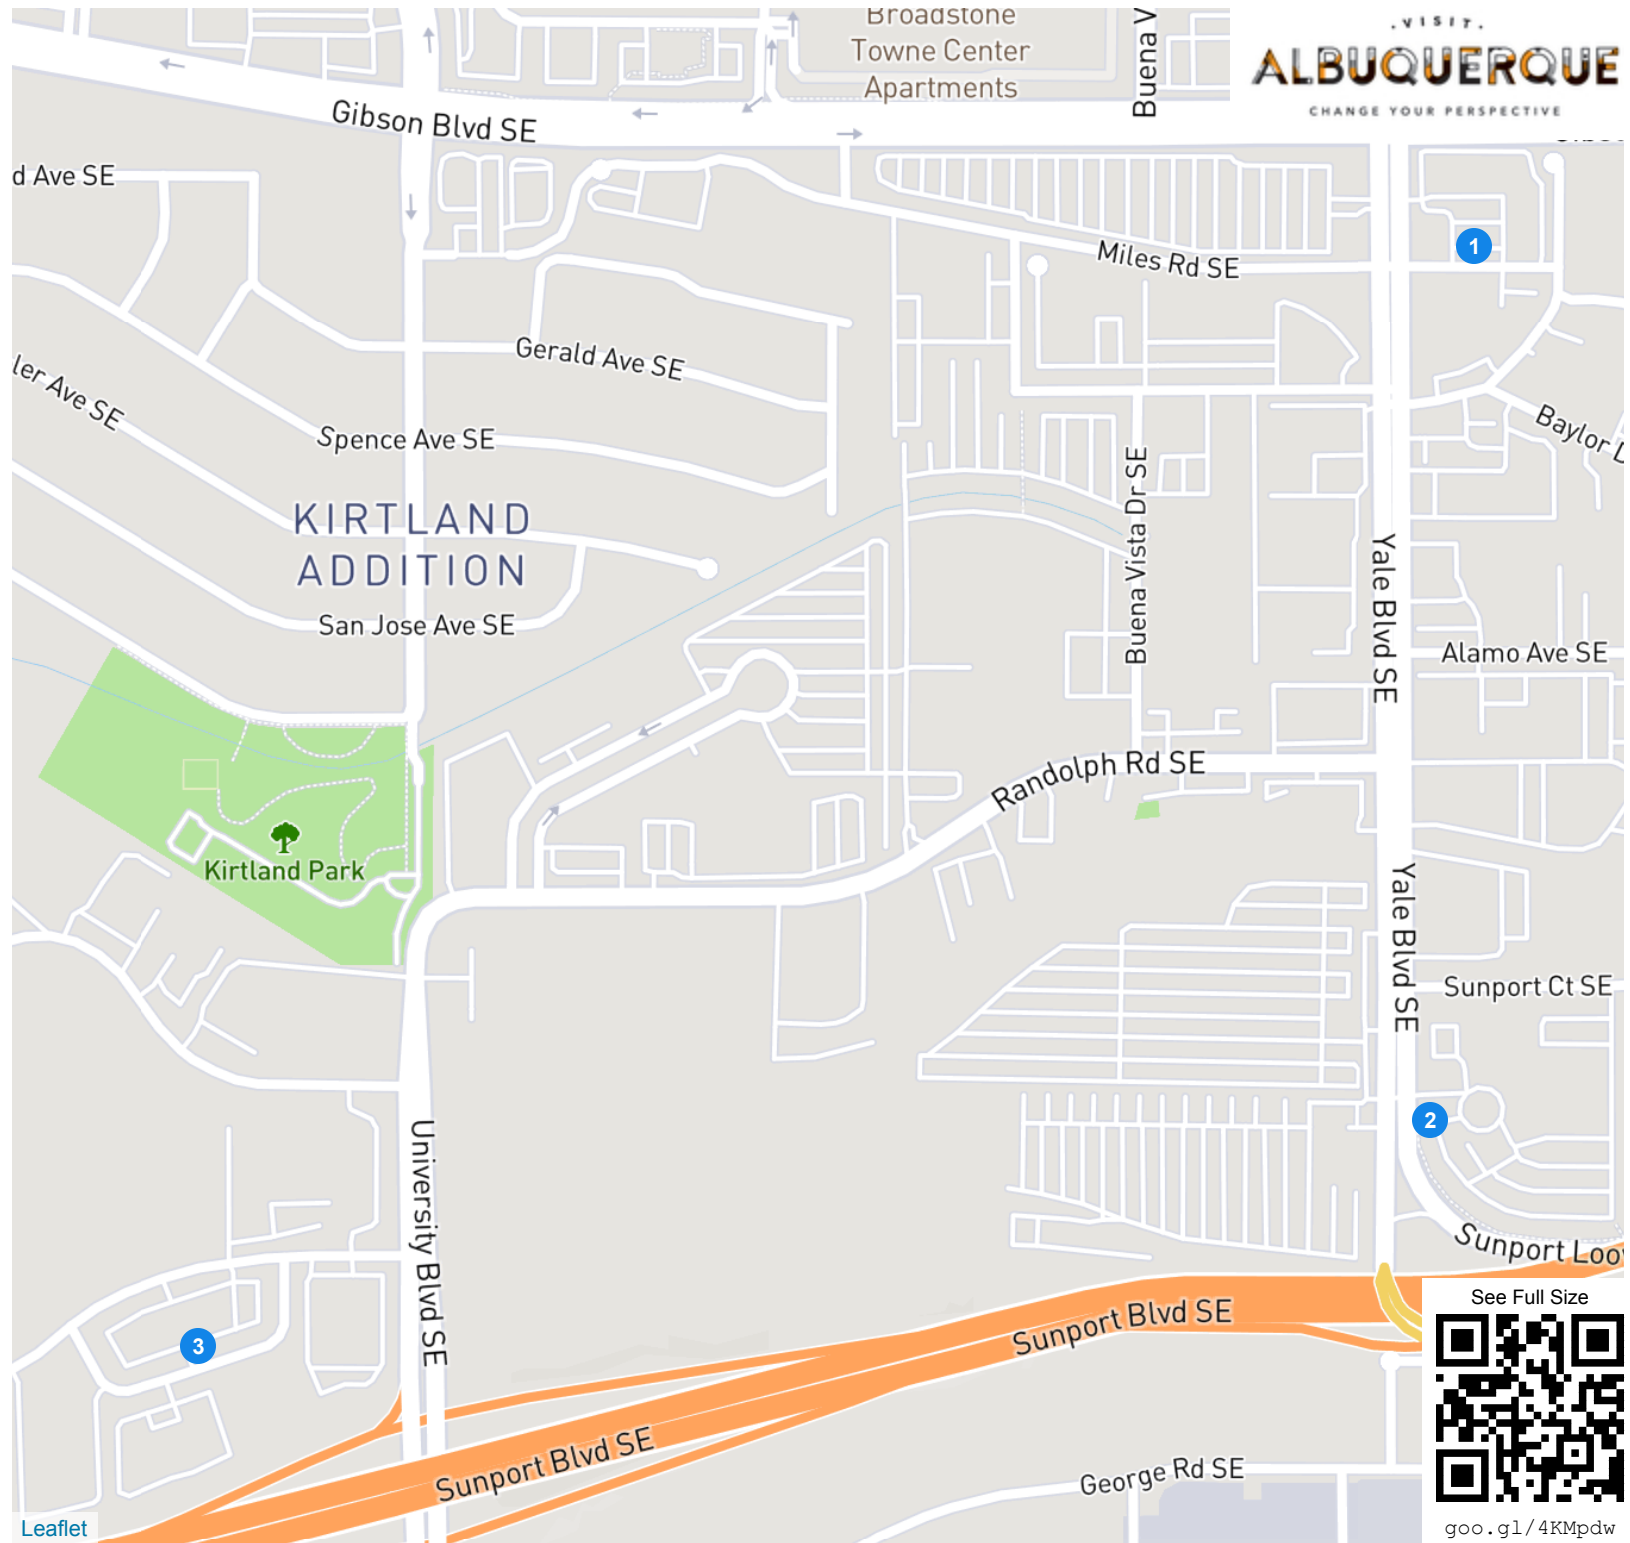 Broadstone
Towne Center
Apartments
Buena V
.VISIT.
ALBUQUERQUE
CHANGE YOUR PERSPECTIVE
Gibson Blvd SE
d Ave SE
1
Miles Rd SE
Gerald Ave SE
ler Ave SE
Spence Ave SE
Baylor D
KIRTLAND
ADDITION
Buena Vista Dr SE
Yale Blvd SE
San Jose Ave SE
Alamo Ave SE
Randolph Rd SE
Kirtland Park
Yale Blvd SE
Sunport Ct SE
2
University Blvd SE
Sunport Loo
3
Sunport Blvd SE
See Full Size
Sunport Blvd SE
George Rd SE
Leaflet
goo.gl/4KMpdw